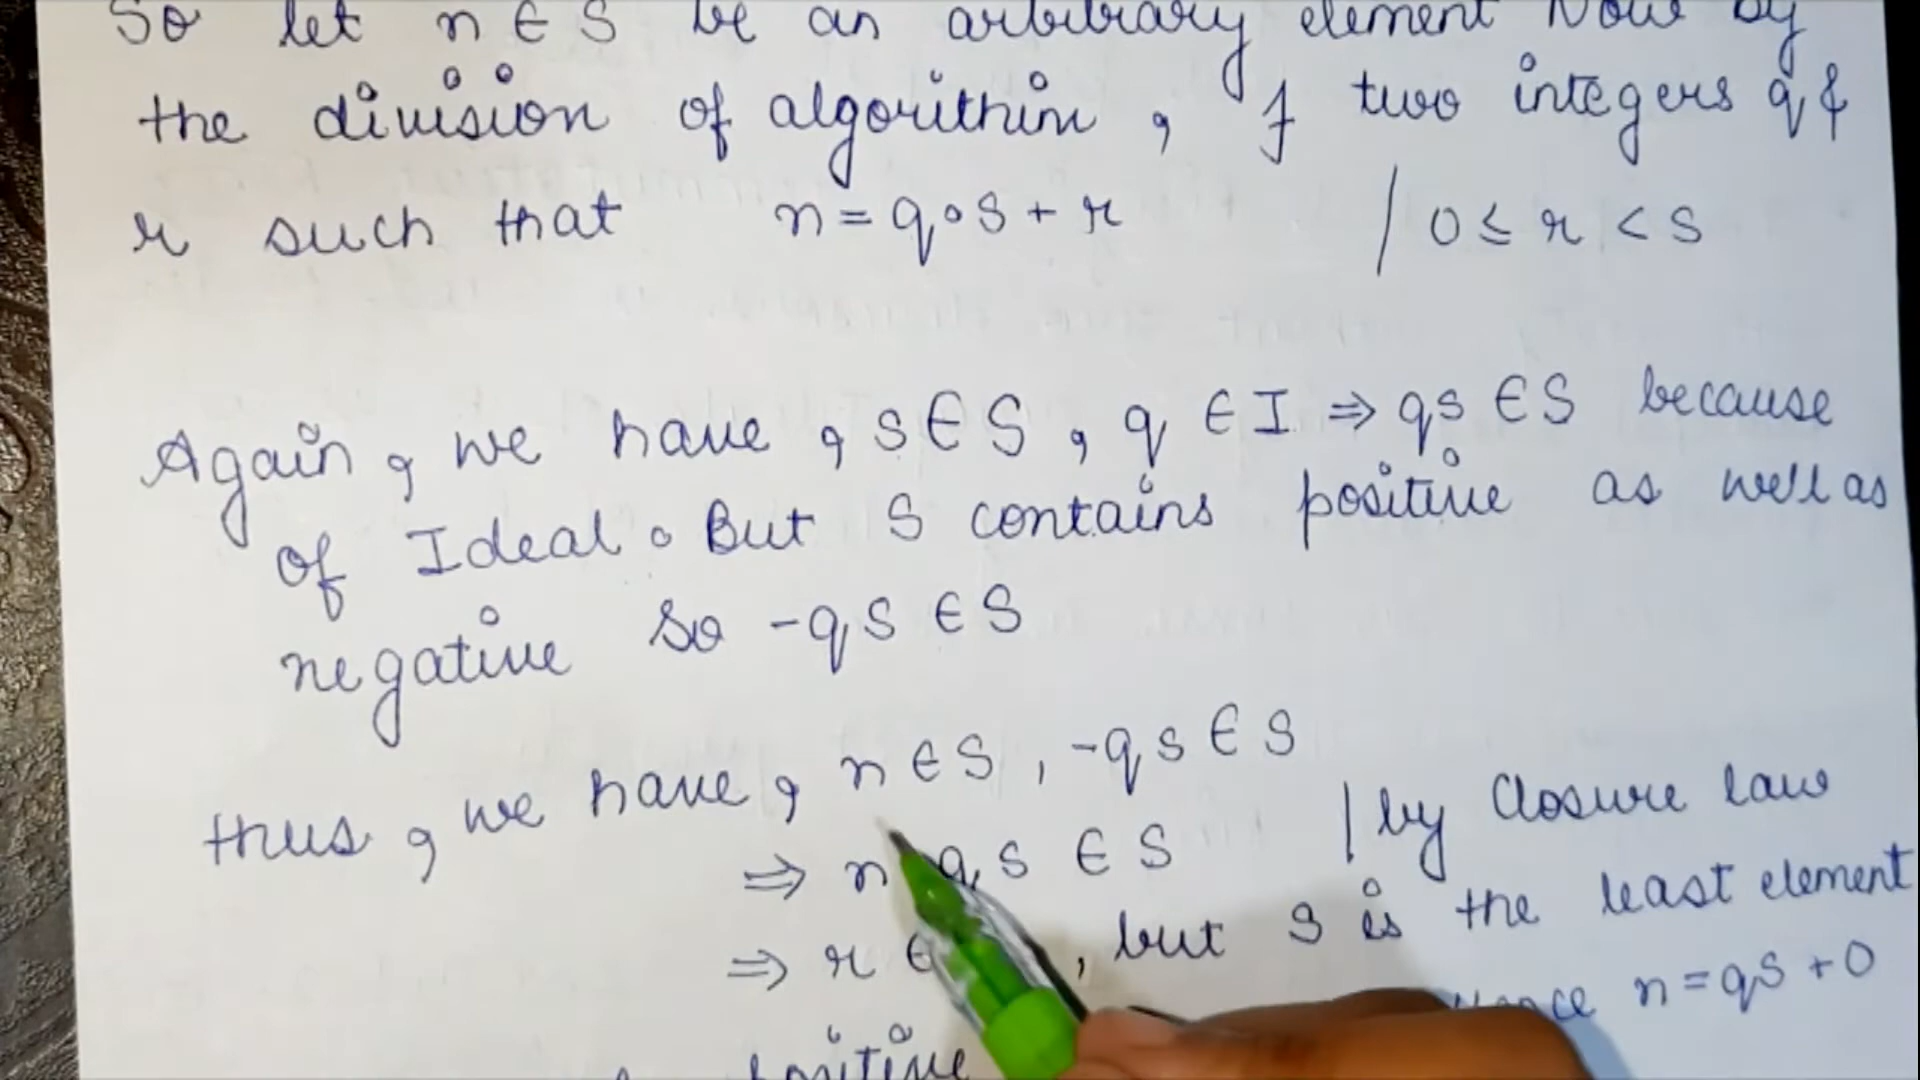 So let n ∈ S be an arbitrary element Now by
the division of algorithim, ∃ two integers q &
r such that n = q.s + r / 0 ≤ r < s
Again, we have, s ∈ S, q ∈ I ⇒ qs ∈ S because
of Ideal. But S contains positive as well as
negative So -qs ∈ S
thus, we have, n ∈ S, -qs ∈ S
⇒ n qs ∈ S / by Closure law
⇒ r ∈ , but s is the least element
n = qs + 0
positive